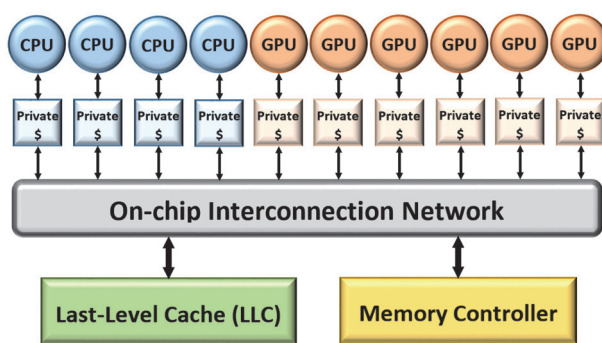 CPU CPU CPU CPU GPU GPU GPU GPU GPU GPU
Private Private Private Private Private Private Private Private Private Private
$ $ $ $ $ $ $ $ $ $
On-chip Interconnection Network
Last-Level Cache (LLC) Memory Controller